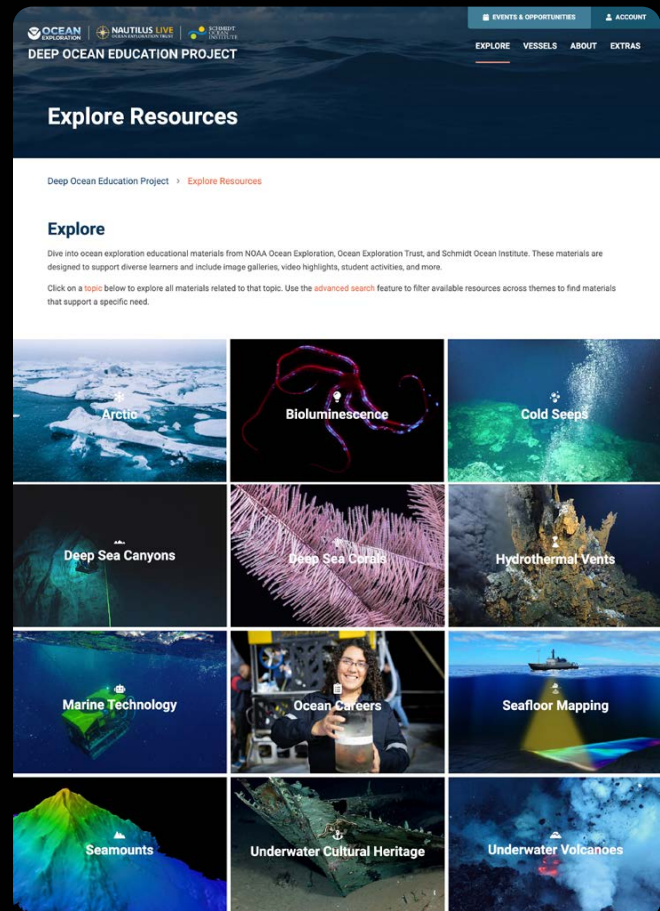 EVENTS & OPPORTUNITIES
ACCOUNT
OCEAN EXPLORATION
NAUTILUS LIVE
OCEAN EXPLORATION TRUST
SCHMIDT OCEAN INSTITUTE
DEEP OCEAN EDUCATION PROJECT
EXPLORE VESSELS ABOUT EXTRAS
Explore Resources
Deep Ocean Education Project > Explore Resources
Explore
Dive into ocean exploration educational materials from NOAA Ocean Exploration, Ocean Exploration Trust, and Schmidt Ocean Institute. These materials are
designed to support diverse learners and include image galleries, video highlights, student activities, and more.
Click on a topic below to explore all materials related to that topic. Use the advanced search feature to filter available resources across themes to find materials
that support a specific need.
Arctic
Bioluminescence
Cold Seeps
Deep Sea Canyons
Deep Sea Corals
Hydrothermal Vents
Marine Technology
Ocean Careers
Seafloor Mapping
Seamounts
Underwater Cultural Heritage
Underwater Volcanoes